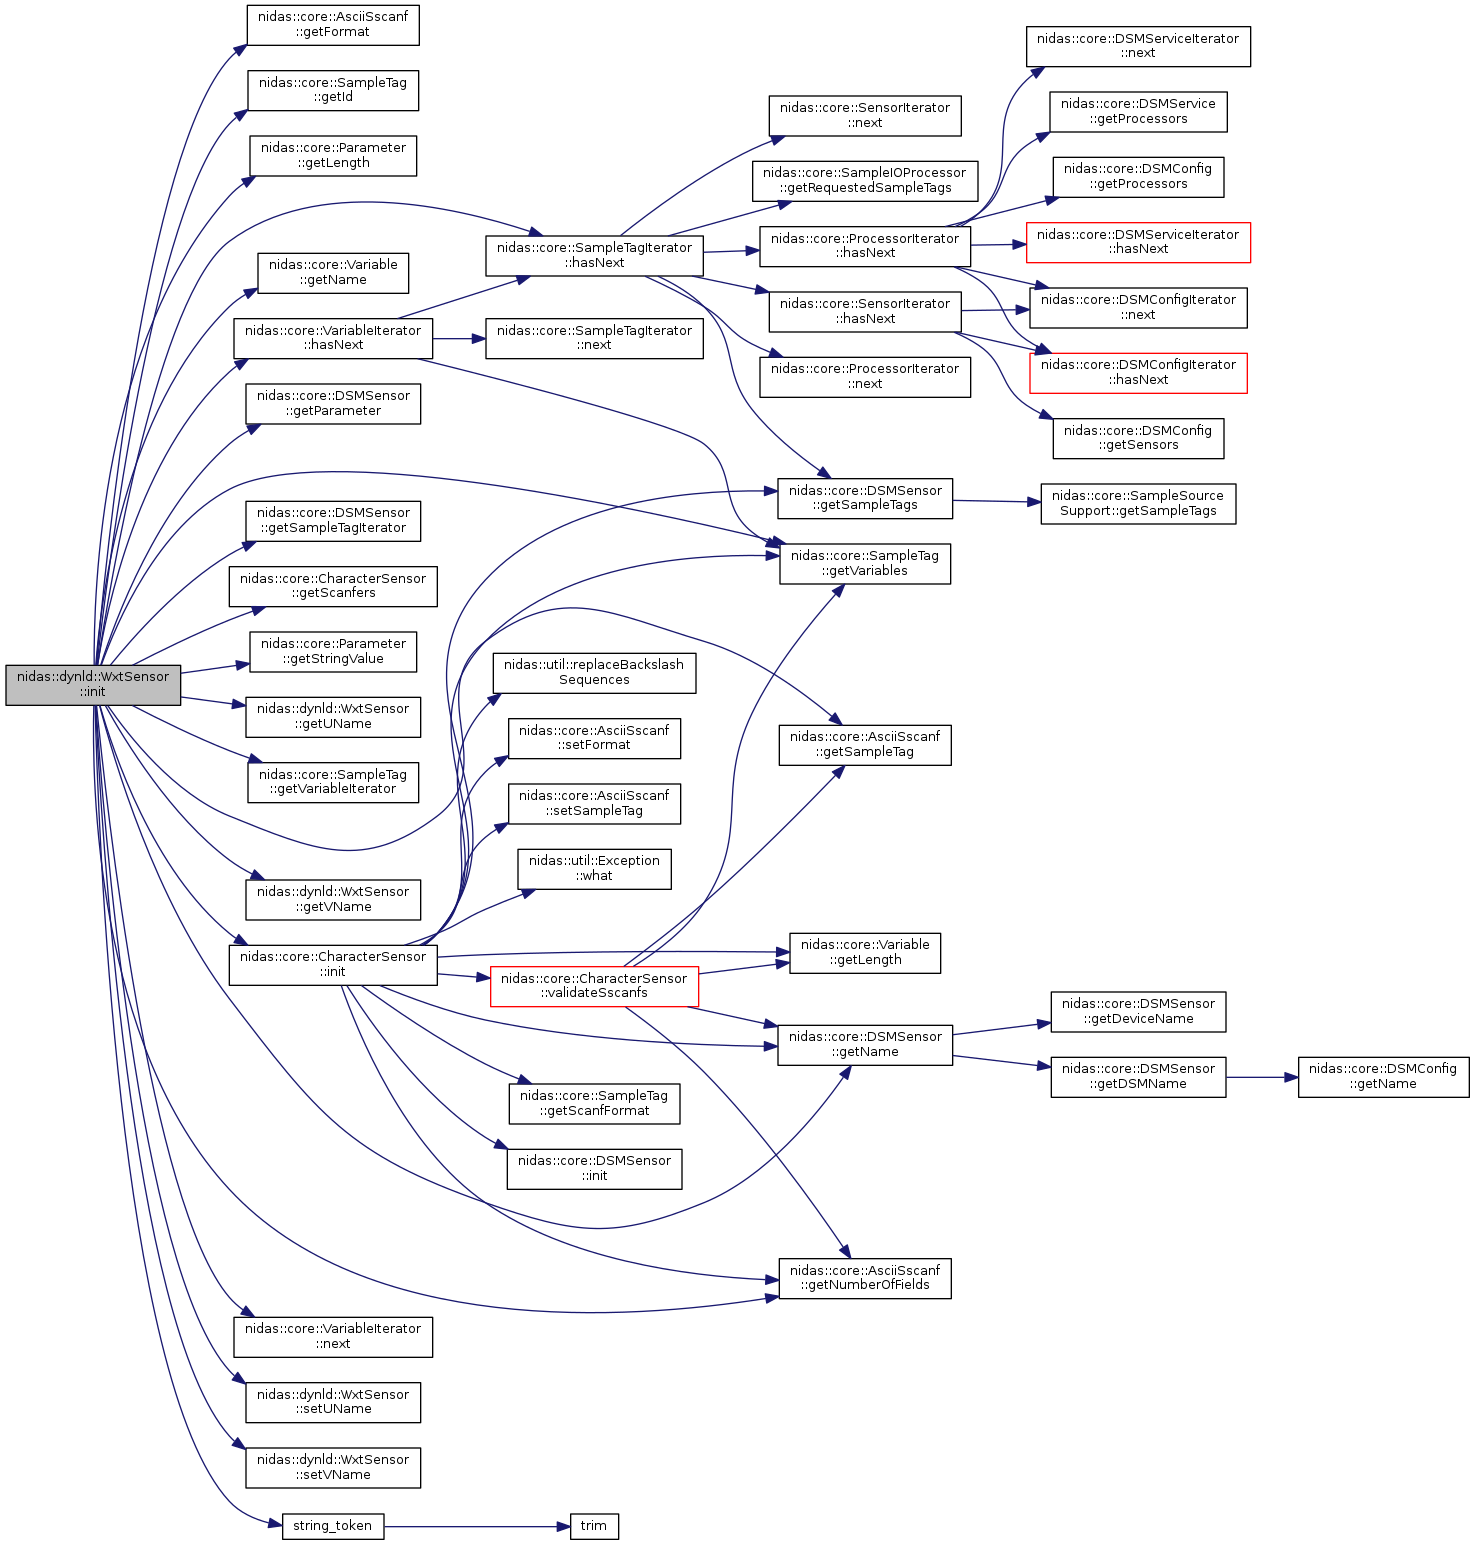 nidas::dynld::WxtSensor
::init
nidas::core::AsciiSscanf
::getFormat
nidas::core::SampleTag
::getId
nidas::core::Parameter
::getLength
nidas::core::Variable
::getName
nidas::core::VariableIterator
::hasNext
nidas::core::DSMSensor
::getParameter
nidas::core::DSMSensor
::getSampleTagIterator
nidas::core::CharacterSensor
::getScanfers
nidas::core::Parameter
::getStringValue
nidas::dynld::WxtSensor
::getUName
nidas::core::SampleTag
::getVariableIterator
nidas::dynld::WxtSensor
::getVName
nidas::core::CharacterSensor
::init
nidas::core::VariableIterator
::next
nidas::dynld::WxtSensor
::setUName
nidas::dynld::WxtSensor
::setVName
string_token
nidas::core::SampleTagIterator
::hasNext
nidas::core::SampleTagIterator
::next
nidas::util::replaceBackslash
Sequences
nidas::core::AsciiSscanf
::setFormat
nidas::core::AsciiSscanf
::setSampleTag
nidas::util::Exception
::what
nidas::core::CharacterSensor
::validateSscanfs
nidas::core::SampleTag
::getScanfFormat
nidas::core::DSMSensor
::init
trim
nidas::core::SensorIterator
::next
nidas::core::SampleIOProcessor
::getRequestedSampleTags
nidas::core::ProcessorIterator
::hasNext
nidas::core::SensorIterator
::hasNext
nidas::core::ProcessorIterator
::next
nidas::core::DSMSensor
::getSampleTags
nidas::core::SampleTag
::getVariables
nidas::core::AsciiSscanf
::getSampleTag
nidas::core::Variable
::getLength
nidas::core::DSMSensor
::getName
nidas::core::AsciiSscanf
::getNumberOfFields
nidas::core::DSMServiceIterator
::next
nidas::core::DSMService
::getProcessors
nidas::core::DSMConfig
::getProcessors
nidas::core::DSMServiceIterator
::hasNext
nidas::core::DSMConfigIterator
::next
nidas::core::DSMConfigIterator
::hasNext
nidas::core::DSMConfig
::getSensors
nidas::core::SampleSource
Support::getSampleTags
nidas::core::DSMSensor
::getDeviceName
nidas::core::DSMSensor
::getDSMName
nidas::core::DSMConfig
::getName